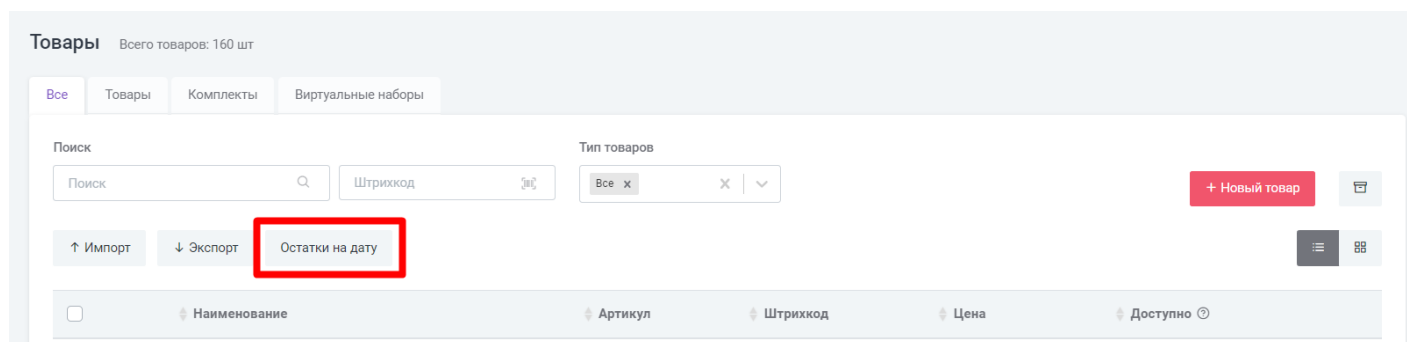 Товары Всего товаров: 160 шт
Все Товары Комплекты Виртуальные наборы
Поиск Тип товаров
Поиск Штрихкод Все x
+ Новый товар
↑ Импорт ↓ Экспорт Остатки на дату
Наименование Артикул Штрихкод Цена Доступно